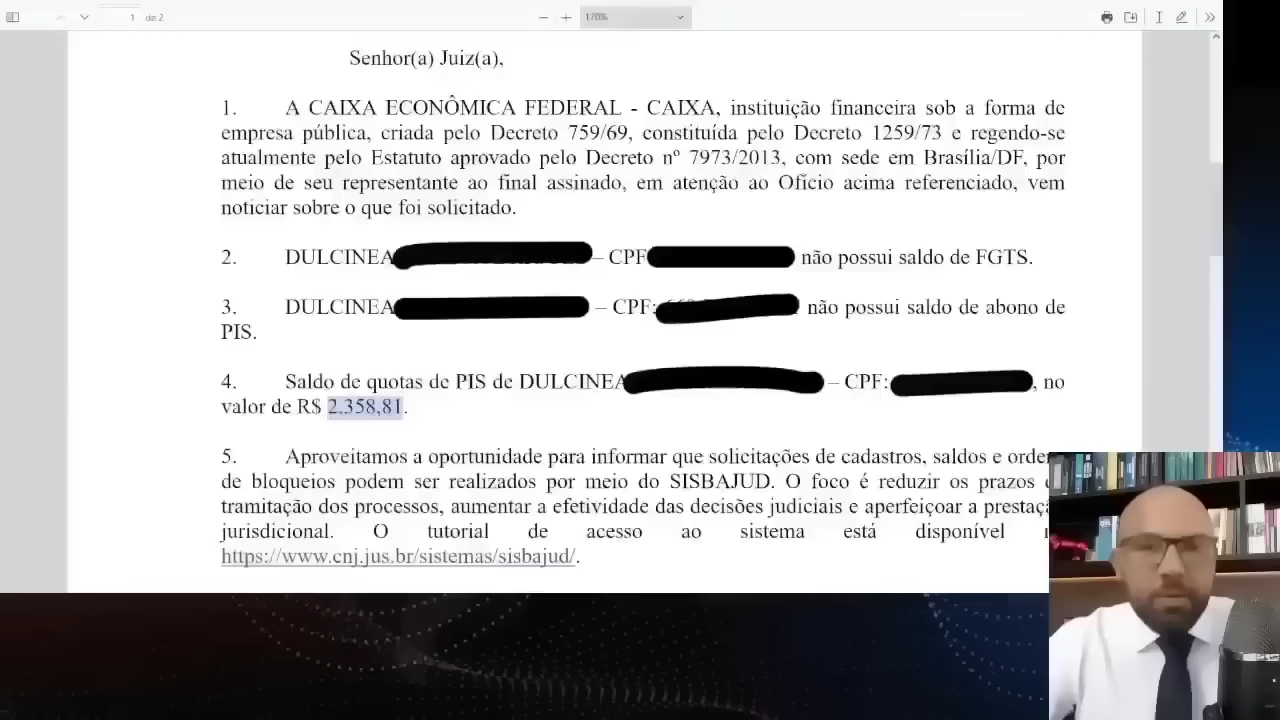 1 de 2
170%
Senhor(a) Juiz(a),
1. A CAIXA ECONÔMICA FEDERAL - CAIXA, instituição financeira sob a forma de
empresa pública, criada pelo Decreto 759/69, constituída pelo Decreto 1259/73 e regendo-se
atualmente pelo Estatuto aprovado pelo Decreto nº 7973/2013, com sede em Brasília/DF, por
meio de seu representante ao final assinado, em atenção ao Ofício acima referenciado, vem
noticiar sobre o que foi solicitado.
2. DULCINEA – CPF não possui saldo de FGTS.
3. DULCINEA – CPF: não possui saldo de abono de
PIS.
4. Saldo de quotas de PIS de DULCINEA – CPF: , no
valor de R$ 2.358,81.
5. Aproveitamos a oportunidade para informar que solicitações de cadastros, saldos e
de bloqueios podem ser realizados por meio do SISBAJUD. O foco é reduzir os prazos
tramitação dos processos, aumentar a efetividade das decisões judiciais e aperfeiçoar a
jurisdicional. O tutorial de acesso ao sistema está disponível
https://www.cnj.jus.br/sistemas/sisbajud/.